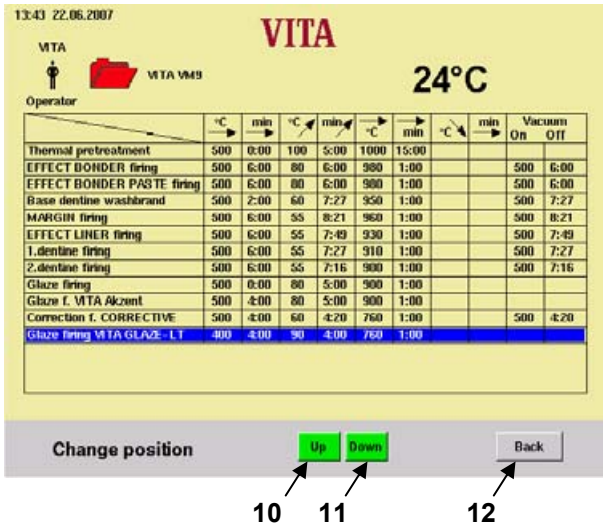 13:43 22.06.2007
VITA
VITA
VITA VM9
24°C
Operator
°C min °C min °C min °C min Vacuum
On Off
Thermal pretreatment 500 0:00 100 5:00 1000 15:00
EFFECT BONDER firing 500 6:00 80 6:00 980 1:00 500 6:00
EFFECT BONDER PASTE firing 500 6:00 80 6:00 980 1:00 500 6:00
Base dentine washbrand 500 2:00 60 7:27 950 1:00 500 7:27
MARGIN firing 500 6:00 55 8:21 960 1:00 500 8:21
EFFECT LINER firing 500 6:00 55 7:49 930 1:00 500 7:49
1.dentine firing 500 6:00 55 7:27 910 1:00 500 7:27
2.dentine firing 500 6:00 55 7:16 900 1:00 500 7:16
Glaze firing 500 0:00 80 5:00 900 1:00
Glaze f. VITA Akzent 500 4:00 80 5:00 900 1:00
Correction f. CORRECTIVE 500 4:00 60 4:20 760 1:00 500 4:20
Glaze firing VITA GLAZE-LT 400 4:00 90 4:00 760 1:00
Change position Up Down Back
10 11 12